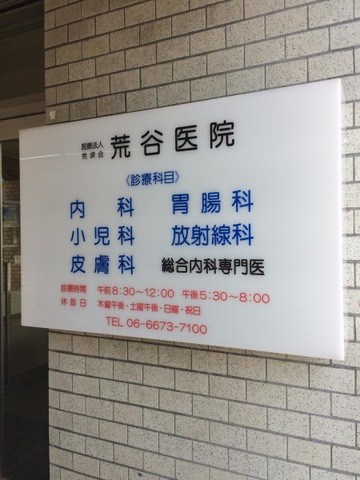 医療法人
荒済会
荒谷医院
《診療科目》
内科 胃腸科
小児科 放射線科
皮膚科 総合内科専門医
診療時間 午前8:30～12:00 午後5:30～8:00
休診日 木曜午後・土曜午後・日曜・祝日
TEL 06-6673-7100